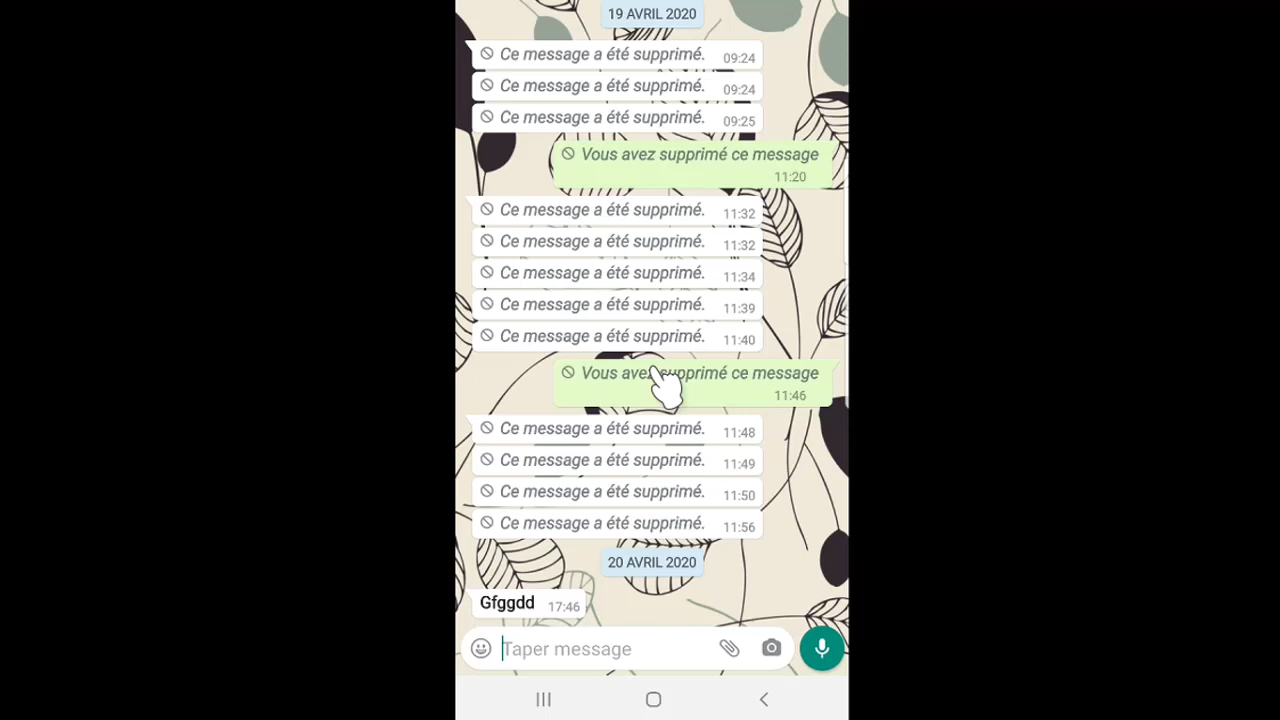 19 AVRIL 2020
Ce message a été supprimé. 09:24
Ce message a été supprimé. 09:24
Ce message a été supprimé. 09:25
Vous avez supprimé ce message
11:20
Ce message a été supprimé. 11:32
Ce message a été supprimé. 11:32
Ce message a été supprimé. 11:34
Ce message a été supprimé. 11:39
Ce message a été supprimé. 11:40
Vous avez supprimé ce message
11:46
Ce message a été supprimé. 11:48
Ce message a été supprimé. 11:49
Ce message a été supprimé. 11:50
Ce message a été supprimé. 11:56
20 AVRIL 2020
Gfggdd 17:46
Taper message